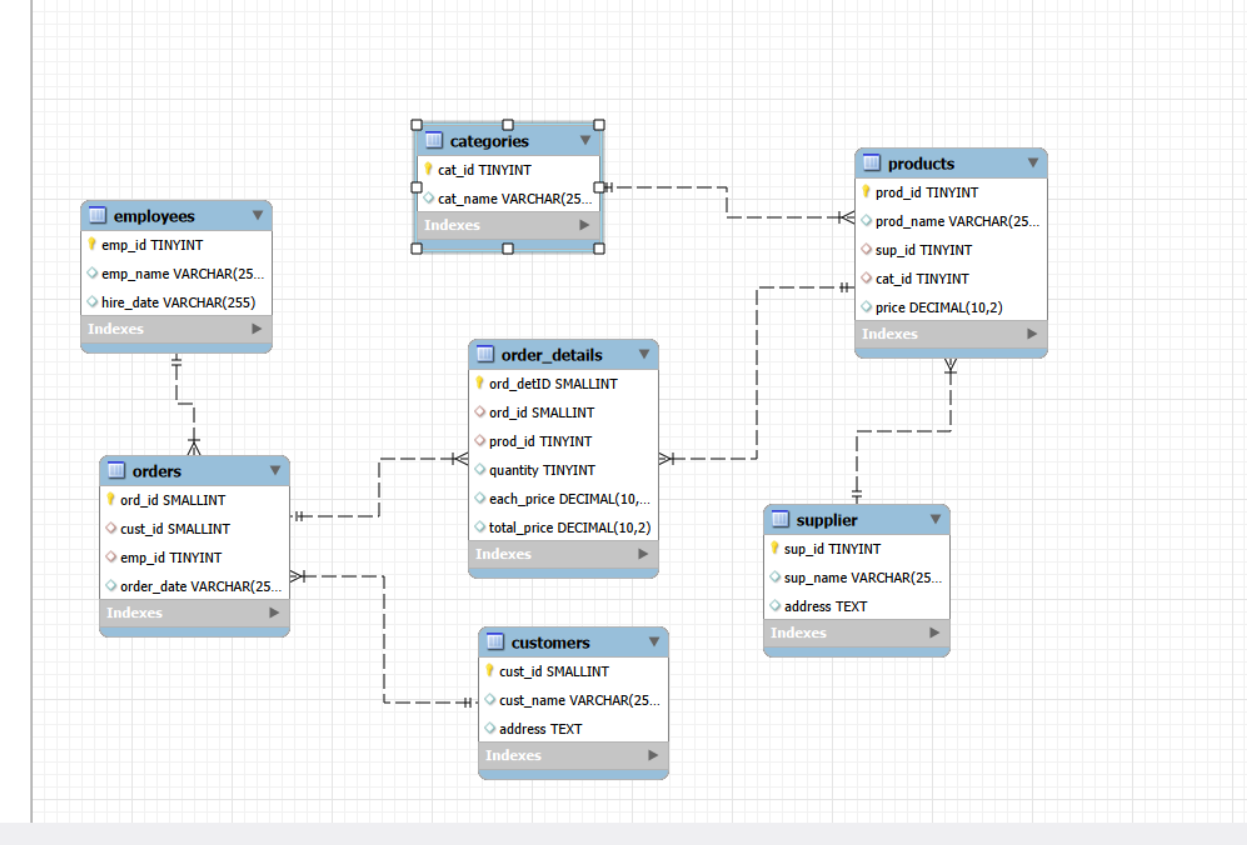 categories
cat_id TINYINT
cat_name VARCHAR(25...
Indexes
products
prod_id TINYINT
prod_name VARCHAR(25...
sup_id TINYINT
cat_id TINYINT
price DECIMAL(10,2)
Indexes
employees
emp_id TINYINT
emp_name VARCHAR(25...
hire_date VARCHAR(255)
Indexes
order_details
ord_detID SMALLINT
ord_id SMALLINT
prod_id TINYINT
quantity TINYINT
each_price DECIMAL(10,...
total_price DECIMAL(10,2)
Indexes
orders
ord_id SMALLINT
cust_id SMALLINT
emp_id TINYINT
order_date VARCHAR(25...
Indexes
supplier
sup_id TINYINT
sup_name VARCHAR(25...
address TEXT
Indexes
customers
cust_id SMALLINT
cust_name VARCHAR(25...
address TEXT
Indexes